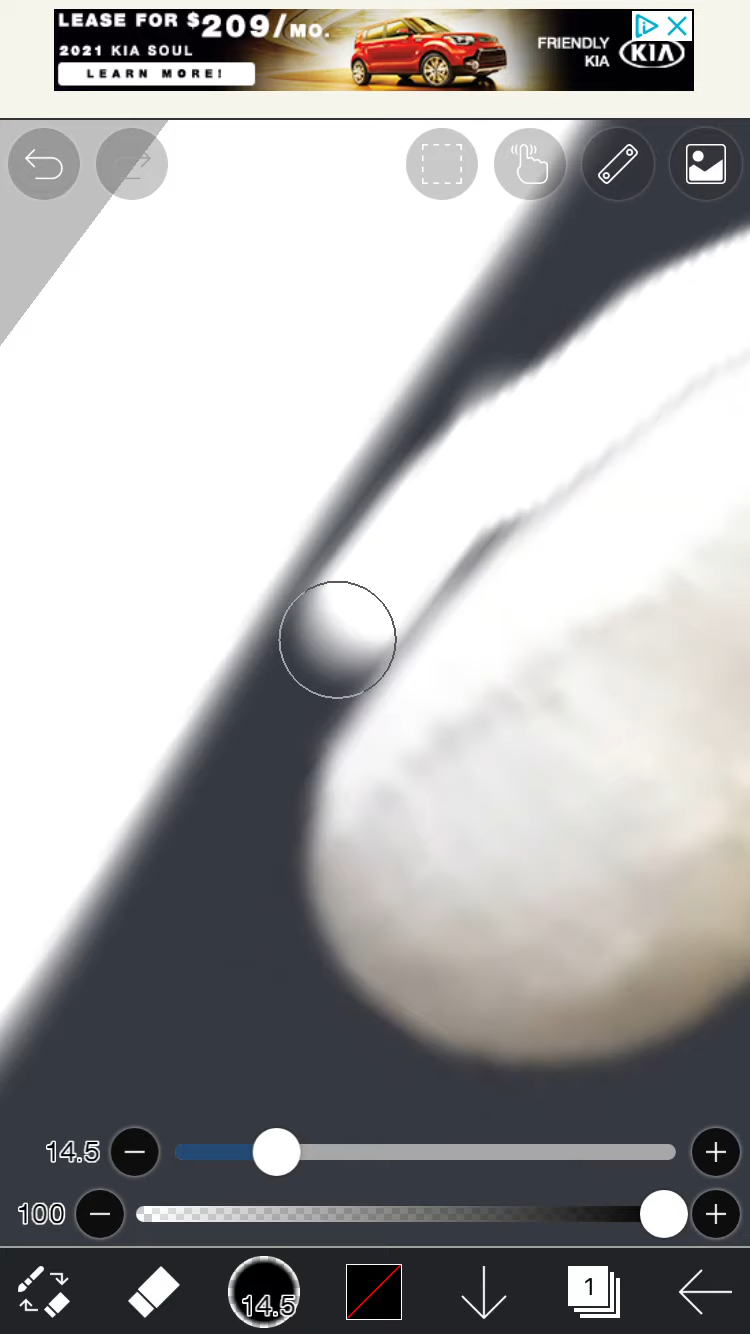 LEASE FOR $209/MO.
2021 KIA SOUL
LEARN MORE!
FRIENDLY
KIA
KIA
14.5
100
14.5
1